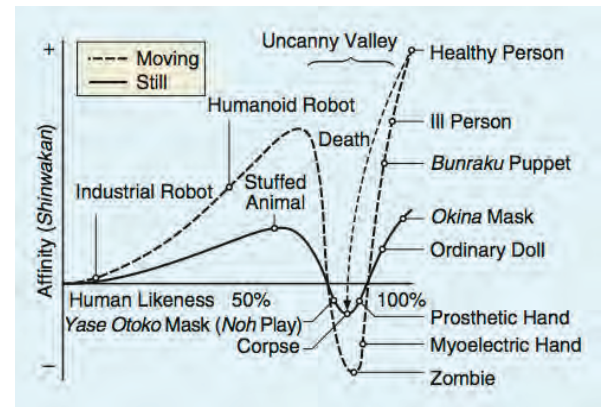 +
Moving
Still
Uncanny Valley
Healthy Person
Humanoid Robot
Death
Ill Person
Bunraku Puppet
Industrial Robot
Stuffed
Animal
Okina Mask
Ordinary Doll
Affinity (Shinwakan)
Human Likeness 50% 100%
Yase Otoko Mask (Noh Play)
Corpse
Prosthetic Hand
Myoelectric Hand
Zombie
–